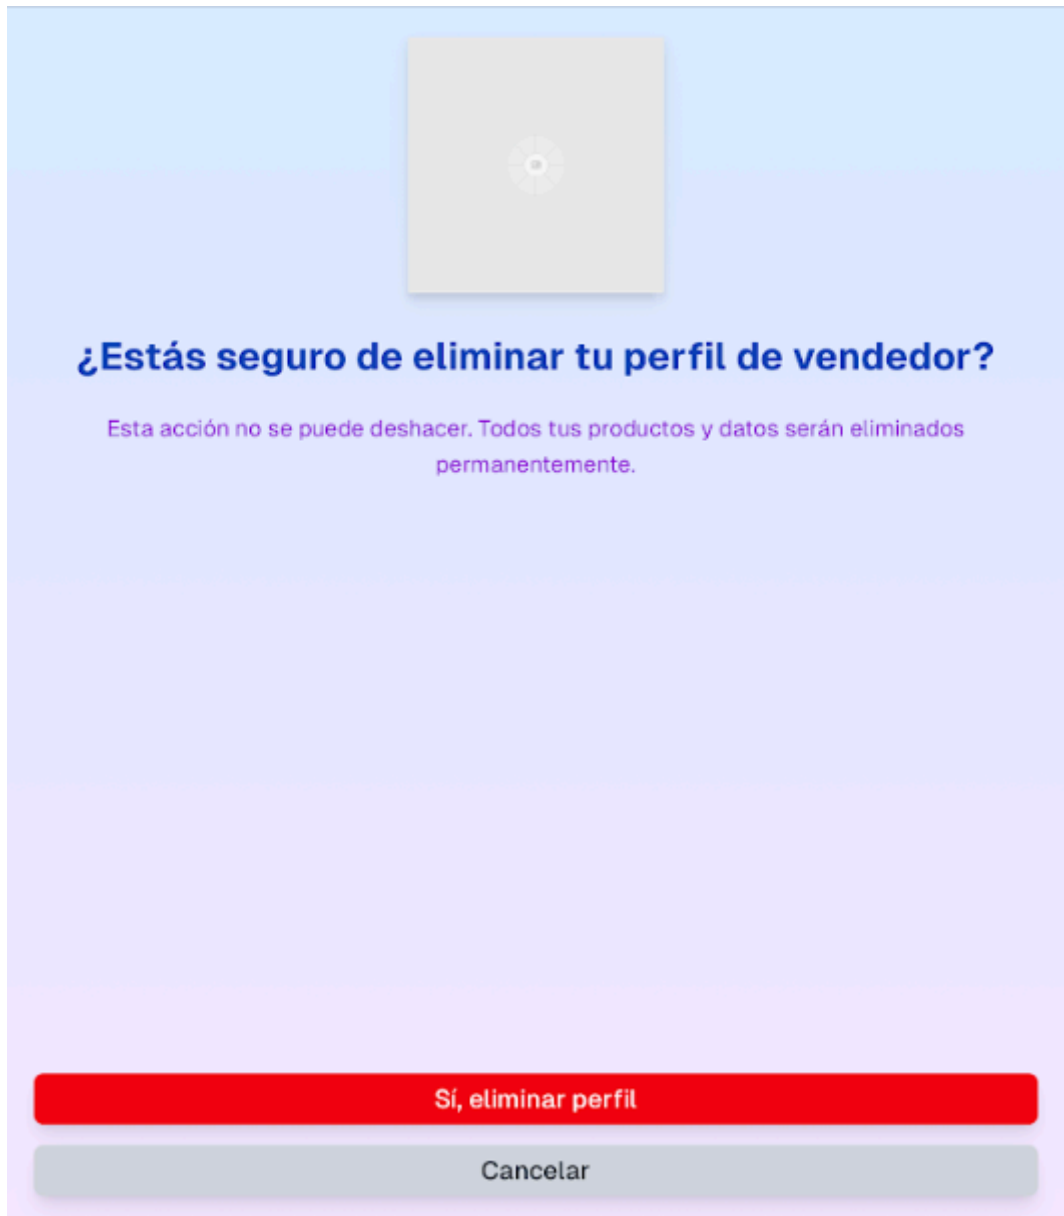 ¿Estás seguro de eliminar tu perfil de vendedor?
Esta acción no se puede deshacer. Todos tus productos y datos serán eliminados
permanentemente.
Sí, eliminar perfil
Cancelar